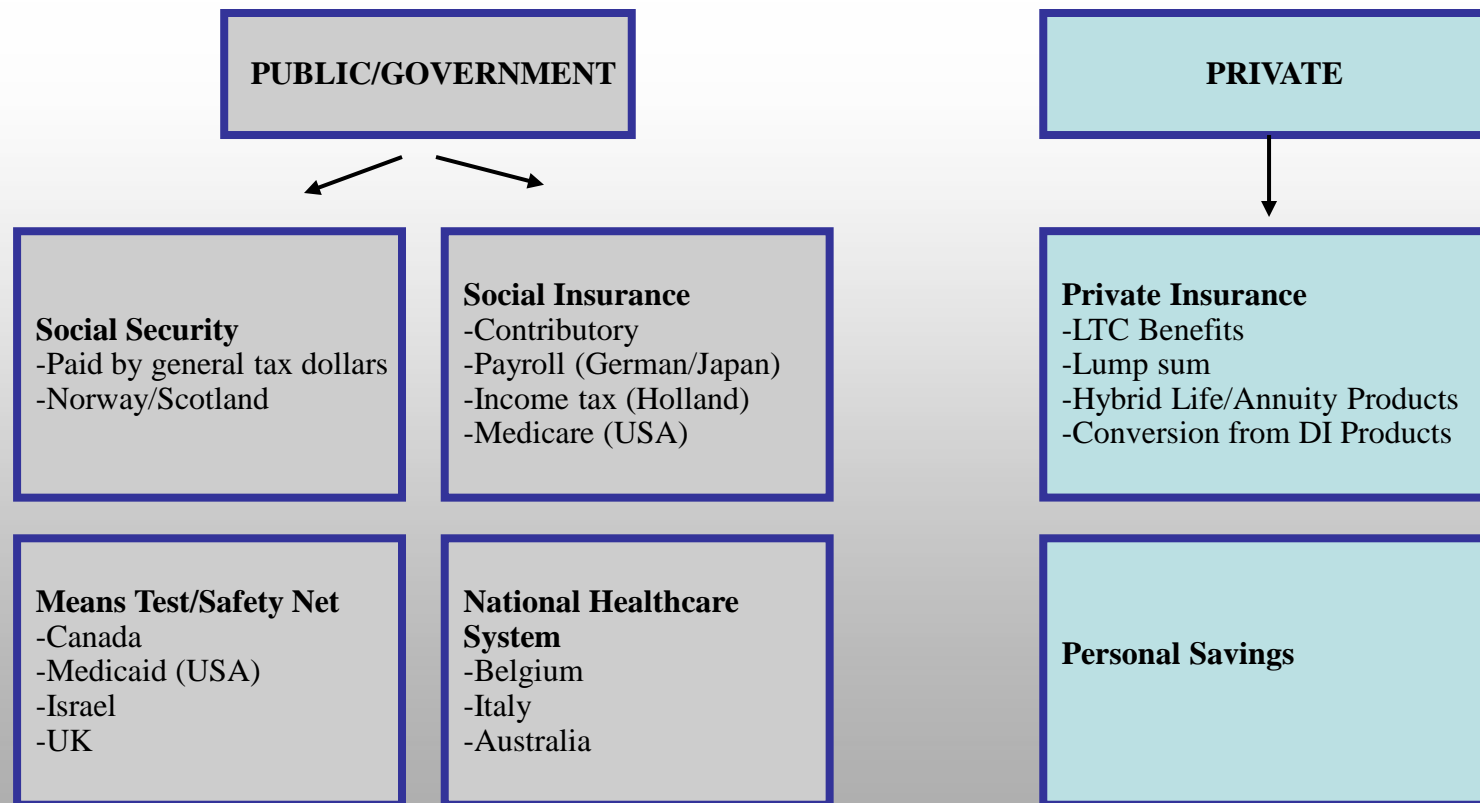 PUBLIC/GOVERNMENT
PRIVATE
Social Security
-Paid by general tax dollars
-Norway/Scotland
Social Insurance
-Contributory
-Payroll (German/Japan)
-Income tax (Holland)
-Medicare (USA)
Private Insurance
-LTC Benefits
-Lump sum
-Hybrid Life/Annuity Products
-Conversion from DI Products
Means Test/Safety Net
-Canada
-Medicaid (USA)
-Israel
-UK
National Healthcare
System
-Belgium
-Italy
-Australia
Personal Savings